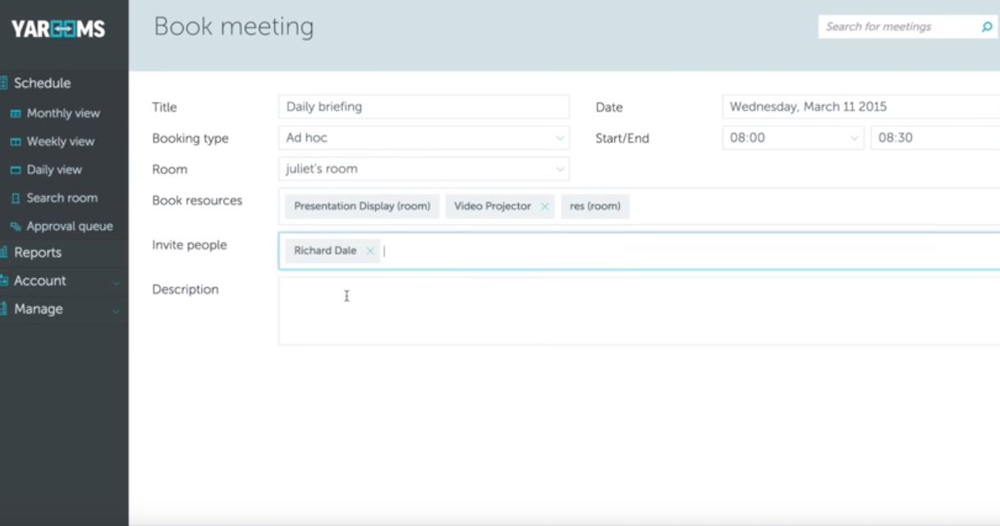 YAROOMS
Book meeting
Search for meetings
Schedule
Monthly view
Weekly view
Daily view
Search room
Approval queue
Reports
Account
Manage
Title
Daily briefing
Date
Wednesday, March 11 2015
Booking type
Ad hoc
Start/End
08:00
08:30
Room
juliet's room
Book resources
Presentation Display (room)
Video Projector
res (room)
Invite people
Richard Dale
Description